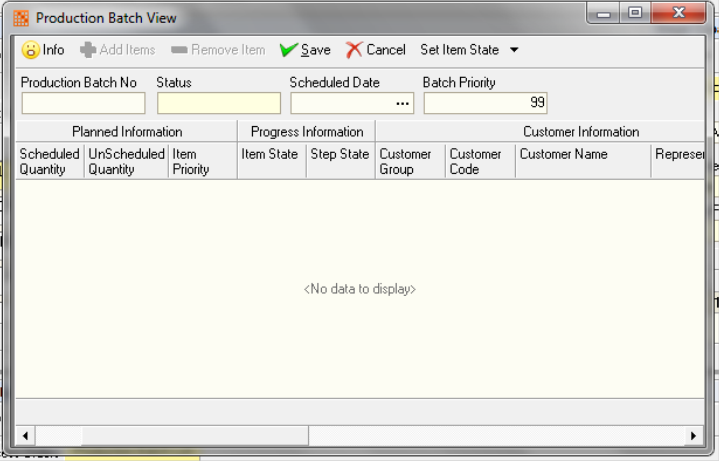 Production Batch View
Info Add Items Remove Item Save Cancel Set Item State
Production Batch No Status Scheduled Date Batch Priority
... 99
Planned Information Progress Information Customer Information
Scheduled Quantity UnScheduled Quantity Item Priority Item State Step State Customer Group Customer Code Customer Name Represer
<No data to display>